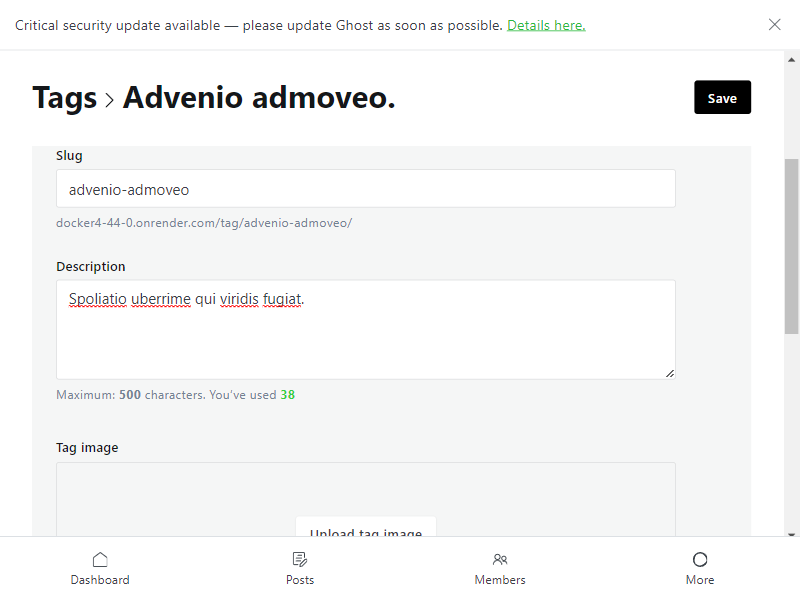 Critical security update available — please update Ghost as soon as possible. Details here.
Tags > Advenio admoveo.
Save
Slug
advenio-admoveo
docker4-44-0.onrender.com/tag/advenio-admoveo/
Description
Spoliatio uberrime qui viridis fugiat.
Maximum: 500 characters. You've used 38
Tag image
Upload tag image
Dashboard
Posts
Members
More